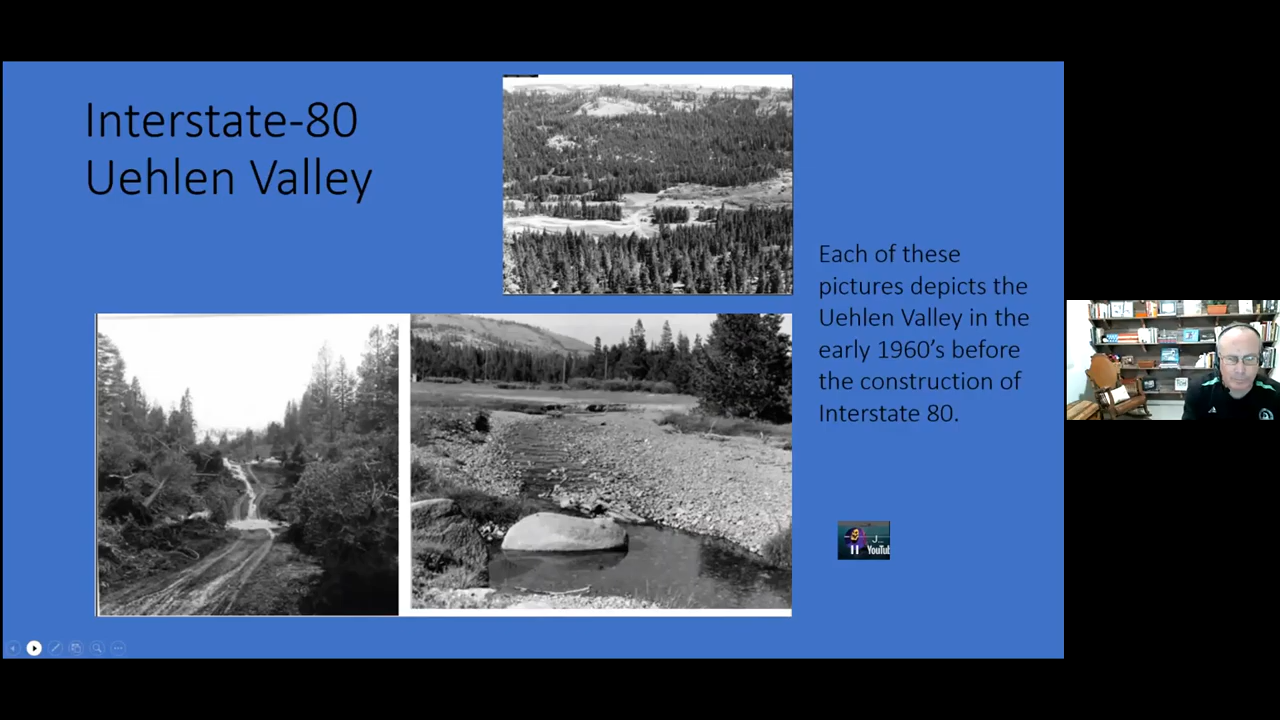 Interstate-80
Uehlen Valley
Each of these
pictures depicts the
Uehlen Valley in the
early 1960’s before
the construction of
Interstate 80.
J...
YouTut